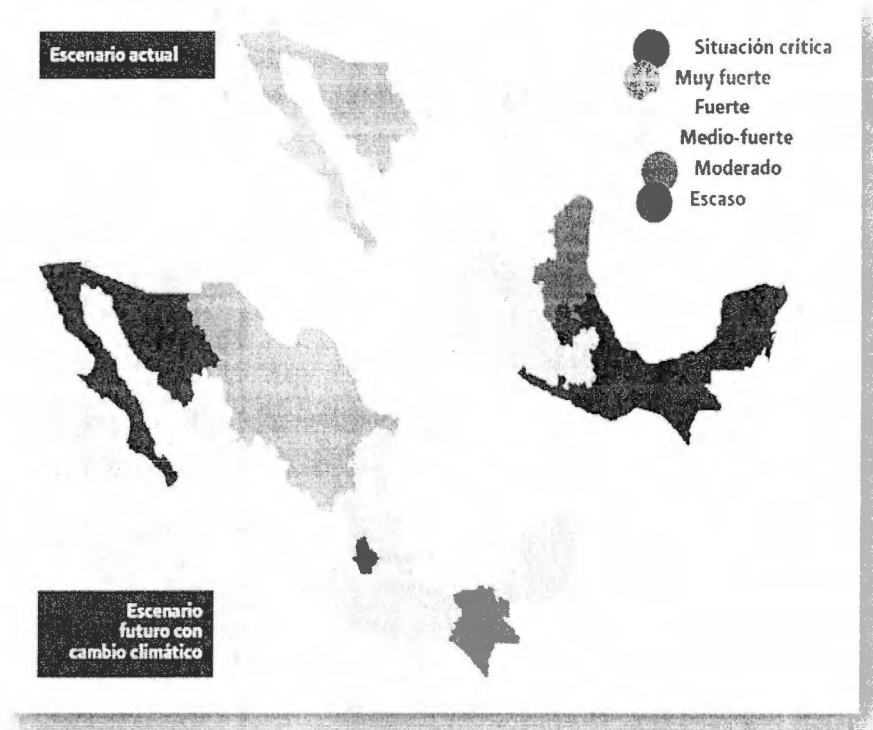 Escenario actual
Situación crítica
Muy fuerte
Fuerte
Medio-fuerte
Moderado
Escaso
Escenario
futuro con
cambio climático